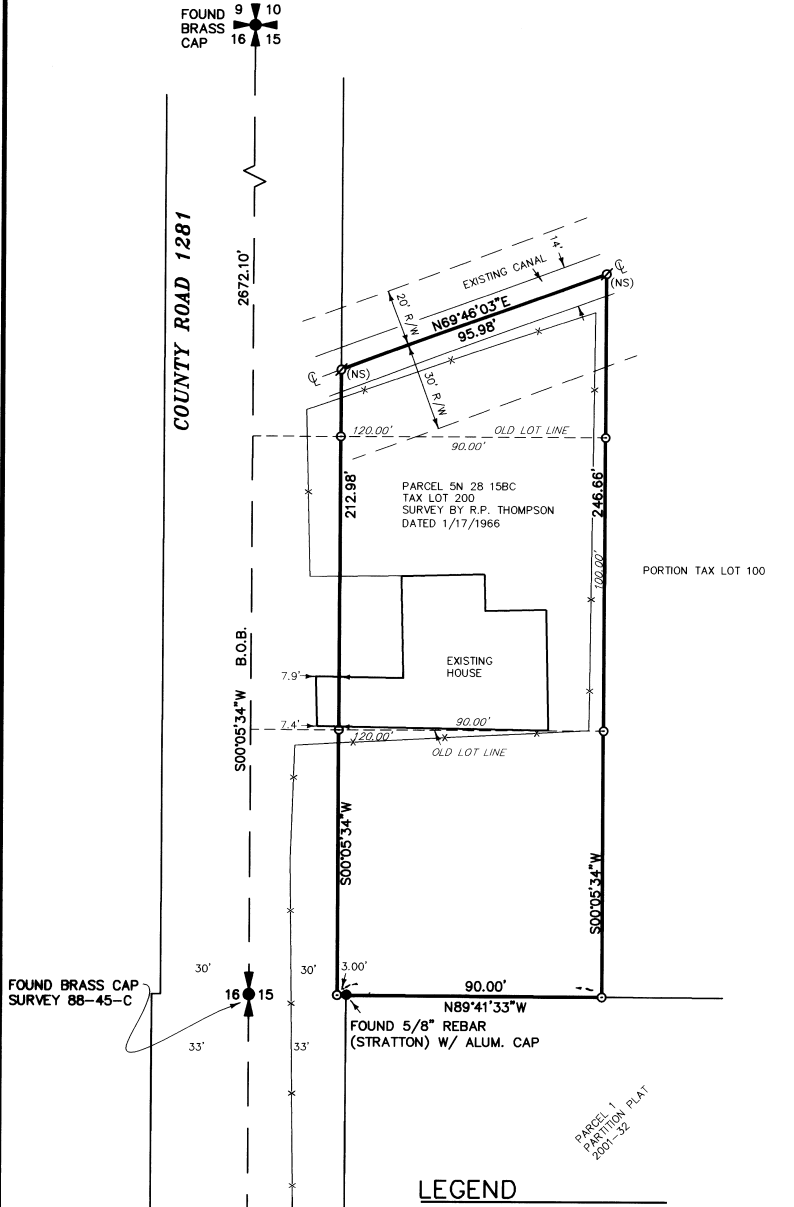 FOUND
BRASS
CAP
9 10
16 15
COUNTY ROAD 1281
2672.10'
S00°05'34"W B.O.B.
14'
EXISTING CANAL
20' R/W
N69°46'03"E
95.98'
℄
(NS)
℄
(NS)
30' R/W
120.00'
OLD LOT LINE
90.00'
212.98'
PARCEL 5N 28 15BC
TAX LOT 200
SURVEY BY R.P. THOMPSON
DATED 1/17/1966
246.66'
100.00'
PORTION TAX LOT 100
EXISTING
HOUSE
7.9'
7.4'
90.00'
120.00'
OLD LOT LINE
S00°05'34"W
S00°05'34"W
30'
30'
3.00'
FOUND BRASS CAP
SURVEY 88-45-C
16 15
90.00'
N89°41'33"W
FOUND 5/8" REBAR
(STRATTON) W/ ALUM. CAP
33'
33'
PARCEL 1
PARTITION PLAT
2001-32
LEGEND